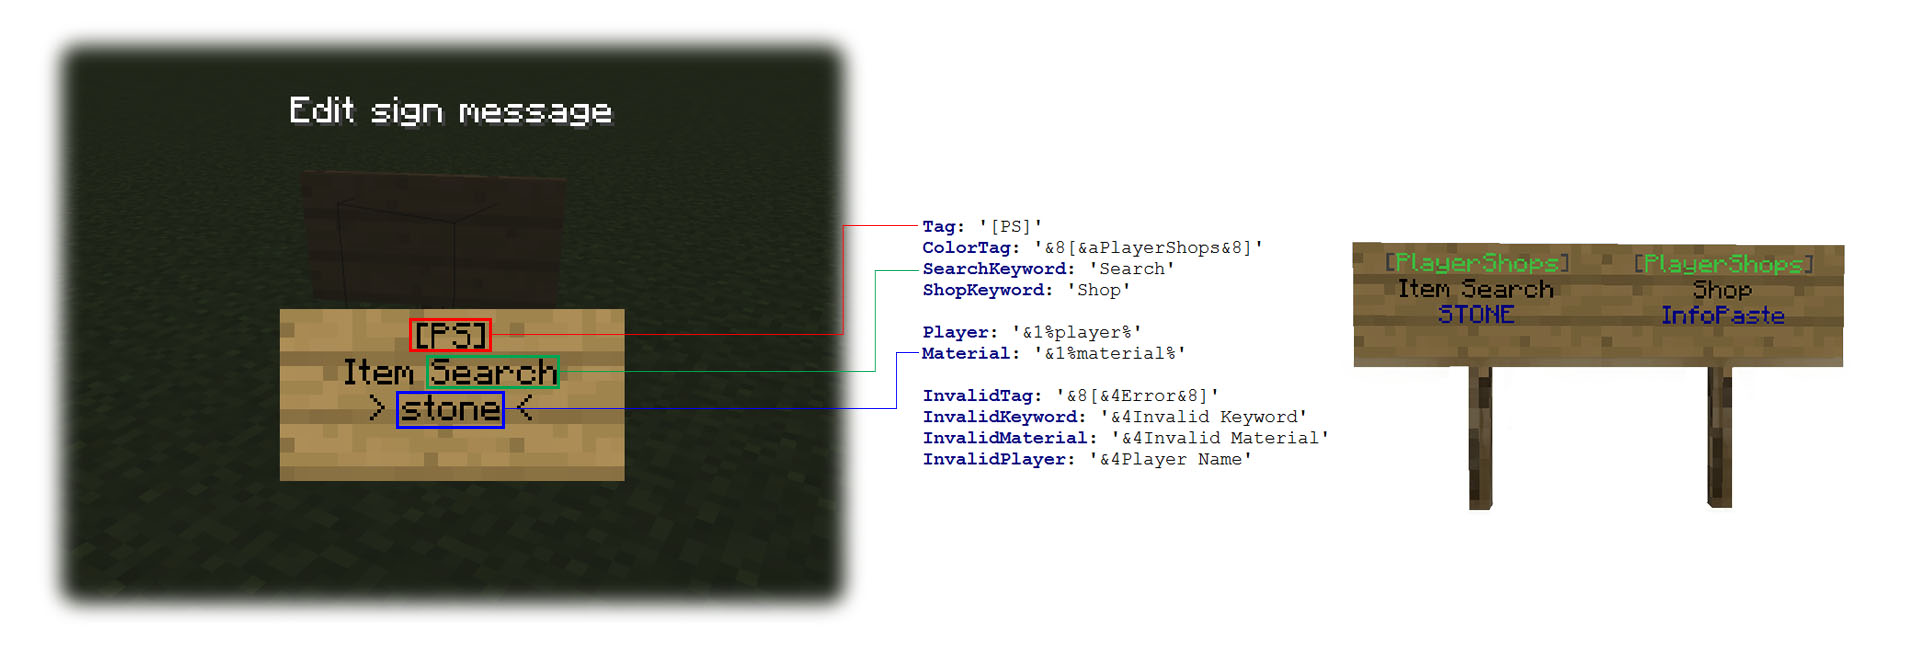 Edit sign message
[PS]
Item Search
> stone <
Tag: '[PS]'
ColorTag: '&8[&aPlayerShops&8]'
SearchKeyword: 'Search'
ShopKeyword: 'Shop'
Player: '&1%player%'
Material: '&1%material%'
InvalidTag: '&8[&4Error&8]'
InvalidKeyword: '&4Invalid Keyword'
InvalidMaterial: '&4Invalid Material'
InvalidPlayer: '&4Player Name'
[PlayerShops]
Item Search
STONE
[PlayerShops]
Shop
InfoPaste